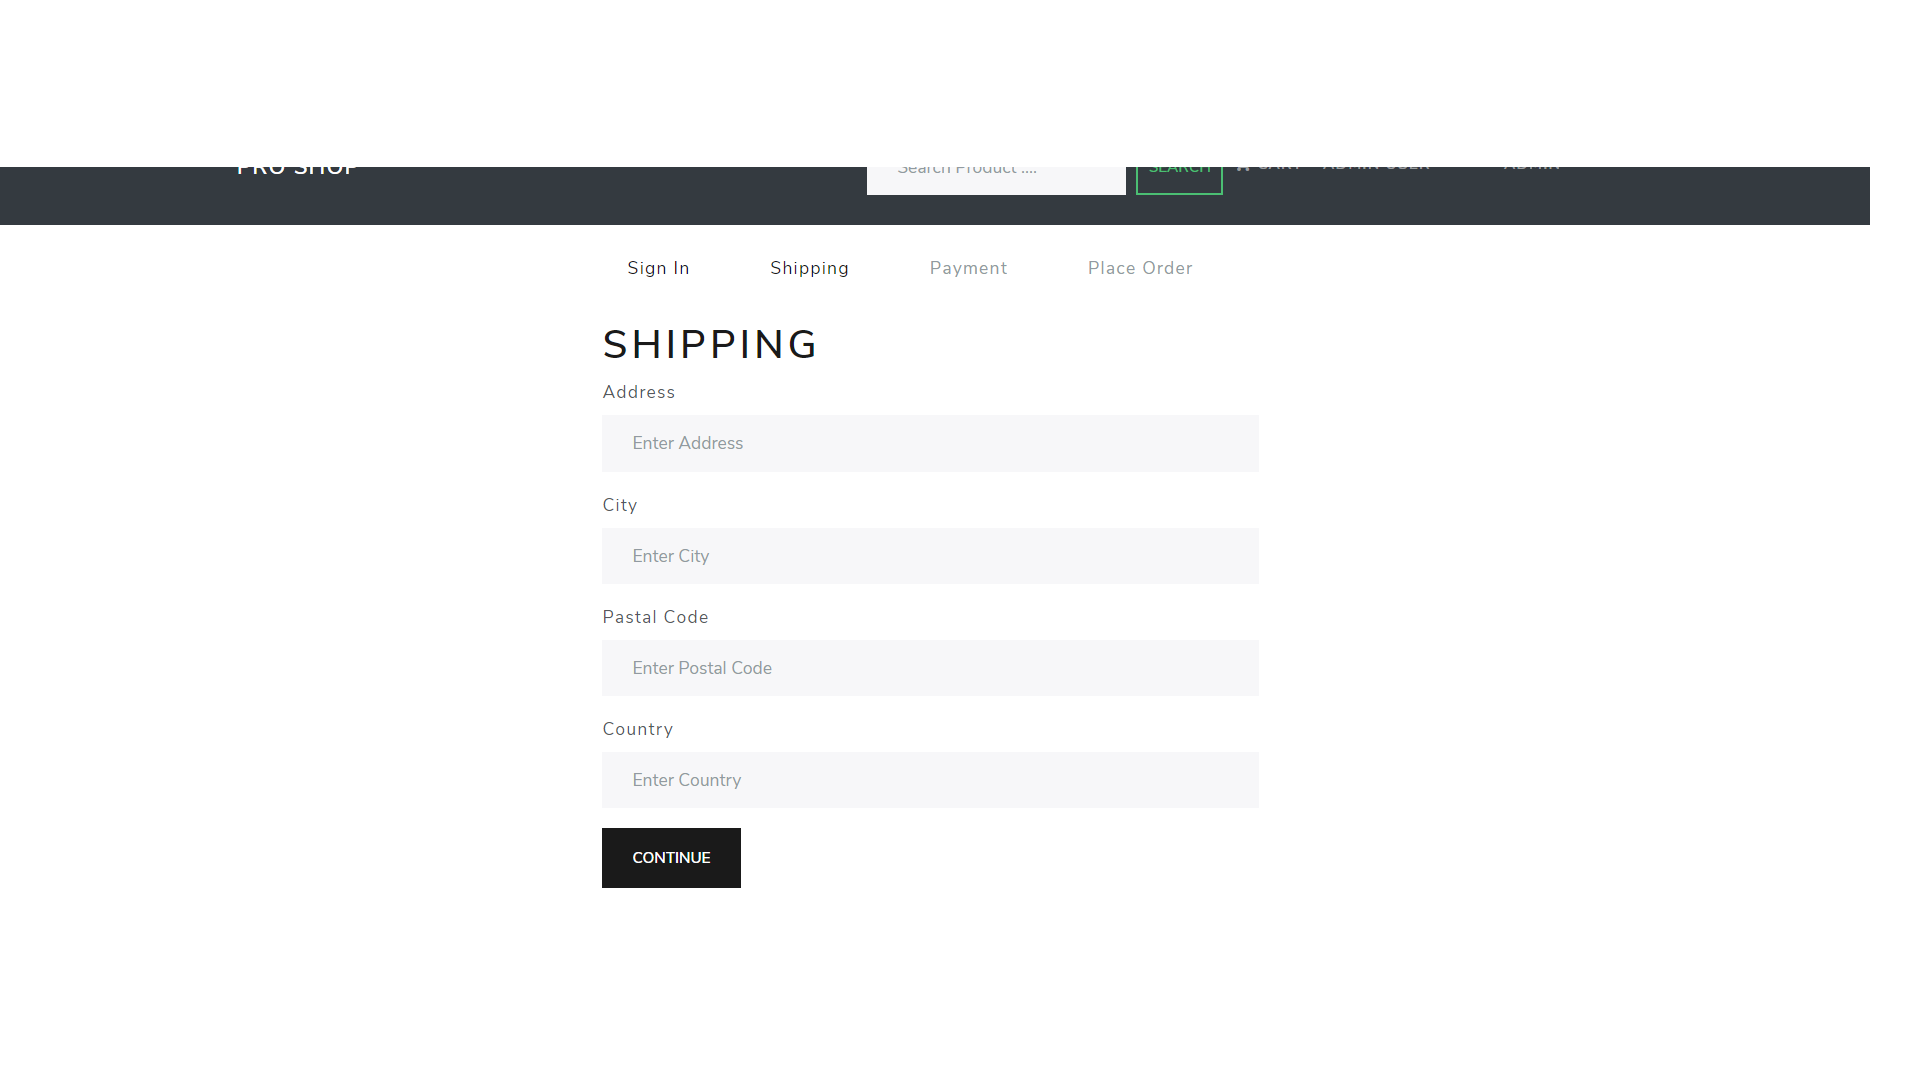 PRO SHOP Search Product .... SEARCH CART ADMIN USER ADMIN
Sign In Shipping Payment Place Order
SHIPPING
Address
Enter Address
City
Enter City
Pastal Code
Enter Postal Code
Country
Enter Country
CONTINUE